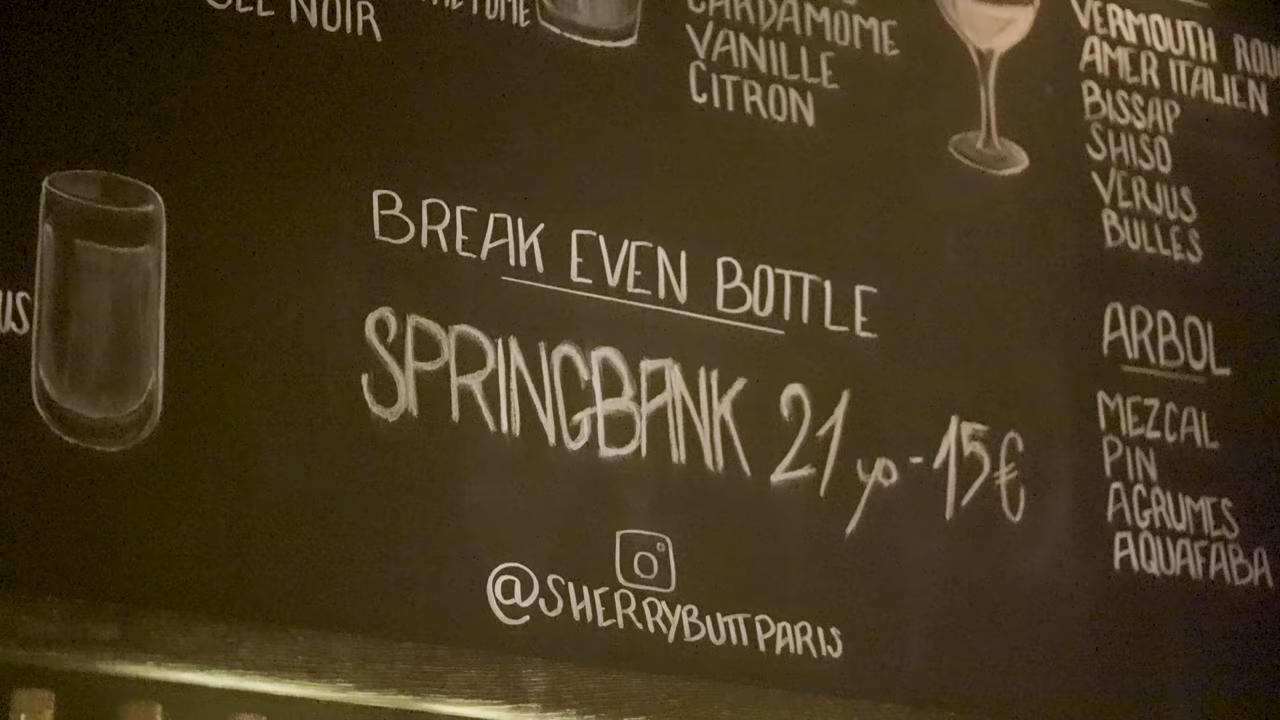 NOIR
CARDAMOME
VANILLE
CITRON
VERMOUTH
AMER ITALIEN
BISSAP
SHISO
VERJUS
BULLES
BREAK EVEN BOTTLE
SPRINGBANK 21 yo - 15€
@SHERRYBUTTPARIS
ARBOL
MEZCAL
PIN
AGRUMES
AQUAFABA